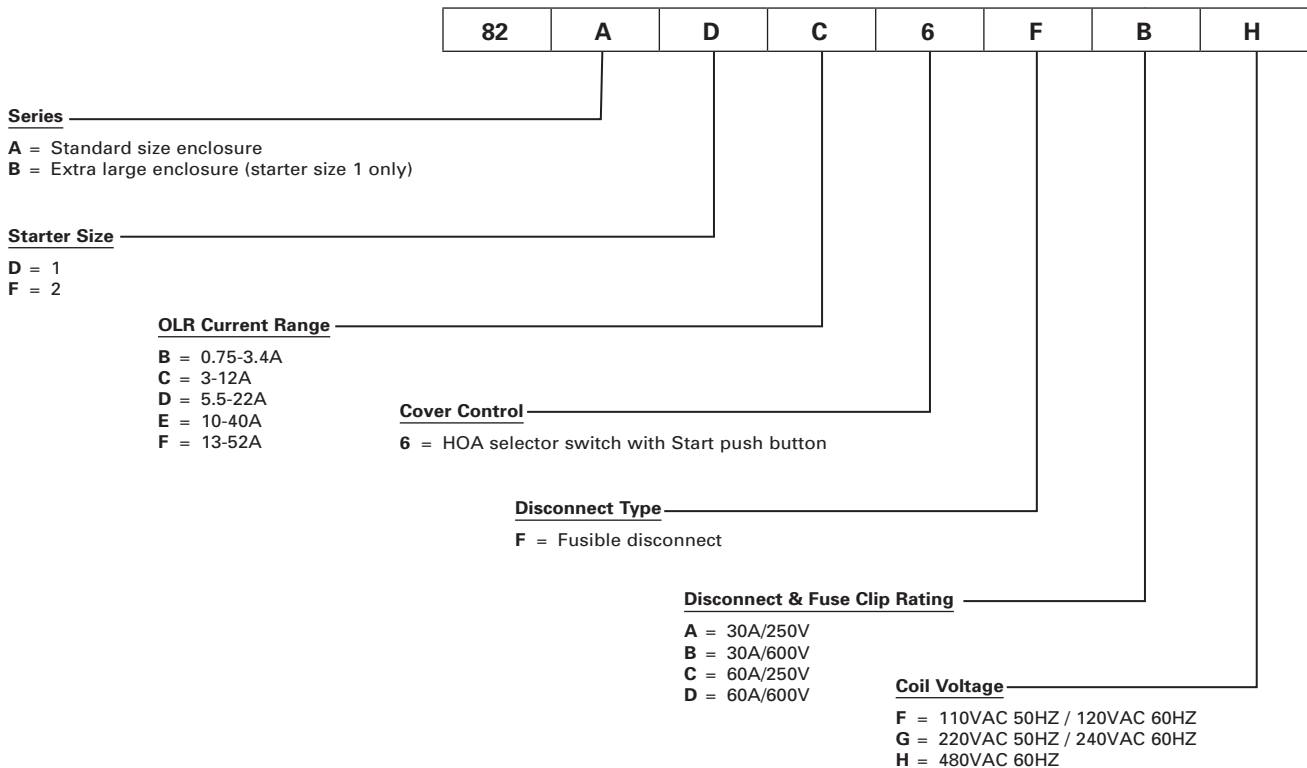 82 A D C 6 F B H
Series
A = Standard size enclosure
B = Extra large enclosure (starter size 1 only)
Starter Size
D = 1
F = 2
OLR Current Range
B = 0.75-3.4A
C = 3-12A
D = 5.5-22A
E = 10-40A
F = 13-52A
Cover Control
6 = HOA selector switch with Start push button
Disconnect Type
F = Fusible disconnect
Disconnect & Fuse Clip Rating
A = 30A/250V
B = 30A/600V
C = 60A/250V
D = 60A/600V
Coil Voltage
F = 110VAC 50HZ / 120VAC 60HZ
G = 220VAC 50HZ / 240VAC 60HZ
H = 480VAC 60HZ